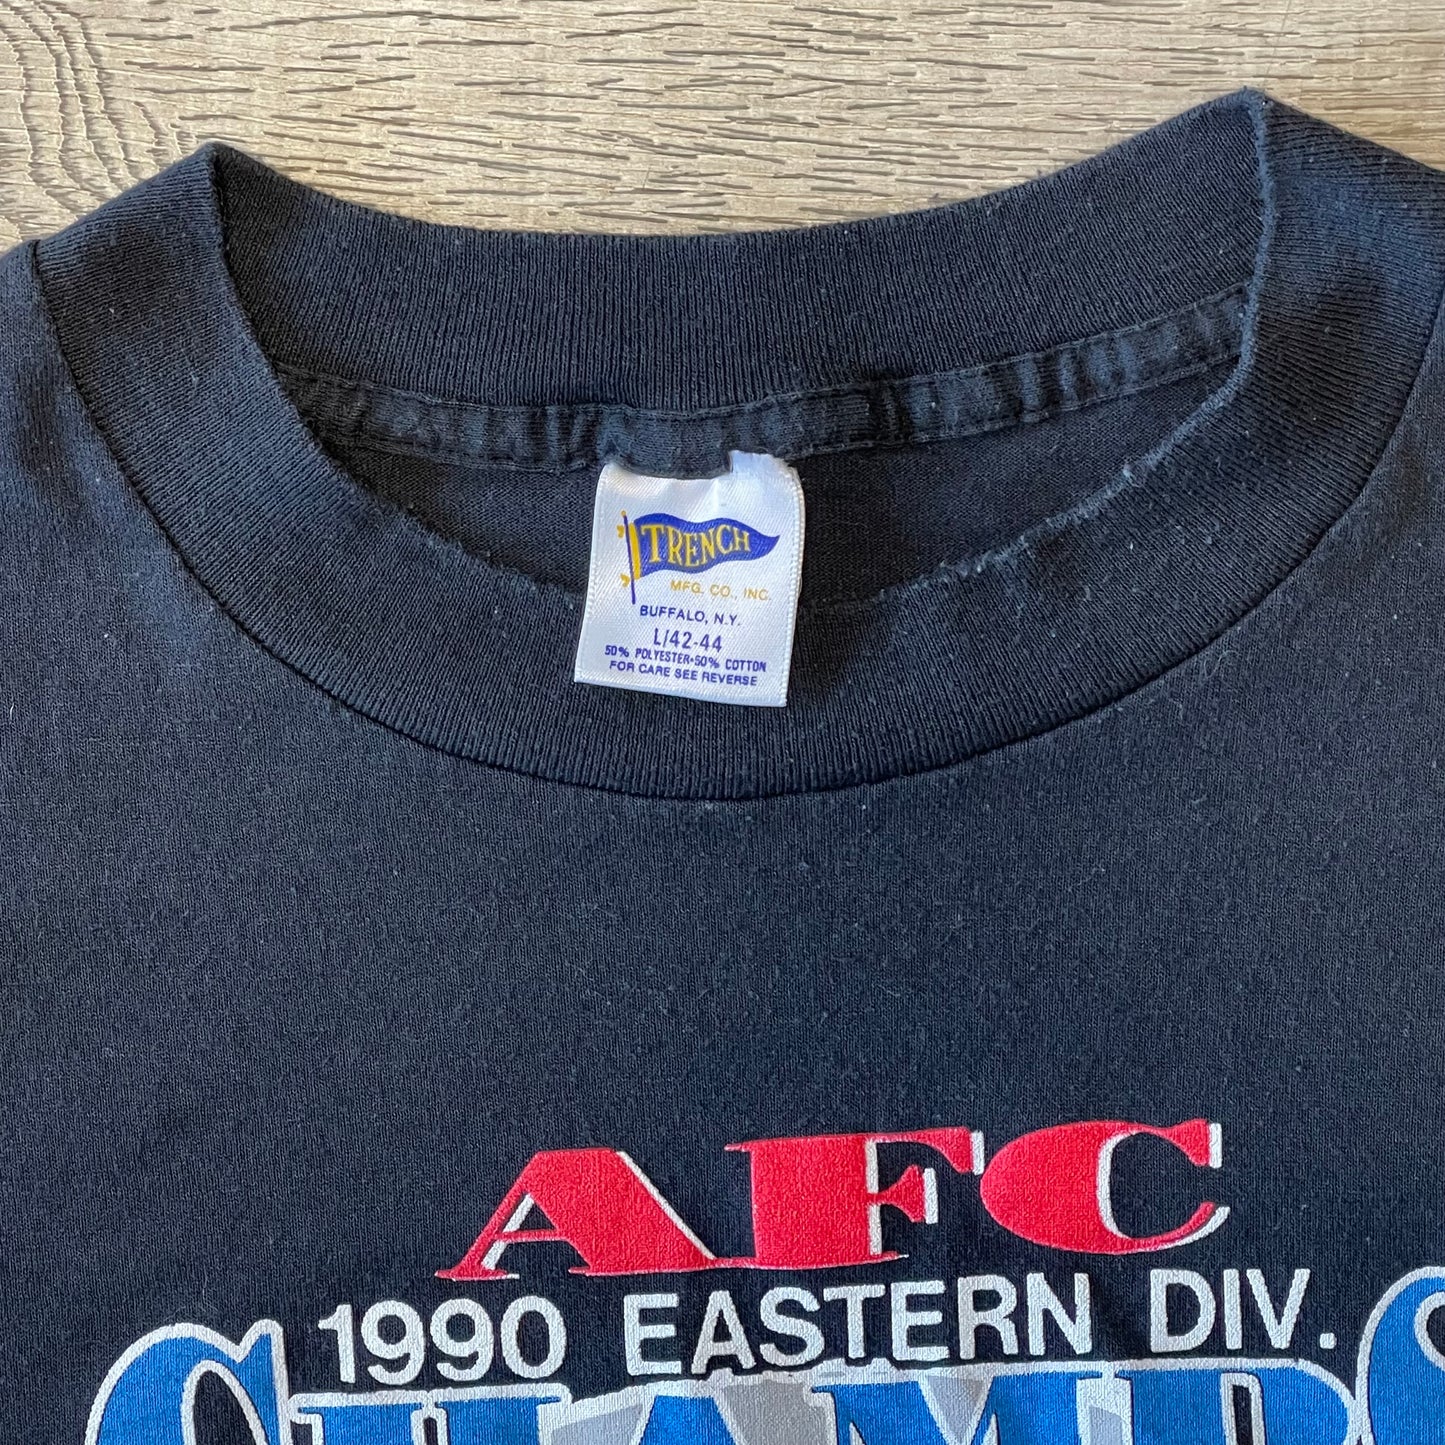 TRENCH
MFG. CO., INC.
BUFFALO, N.Y.
L/42-44
50% POLYESTER•50% COTTON
FOR CARE SEE REVERSE
AFC
1990 EASTERN DIV.
CHAMPS